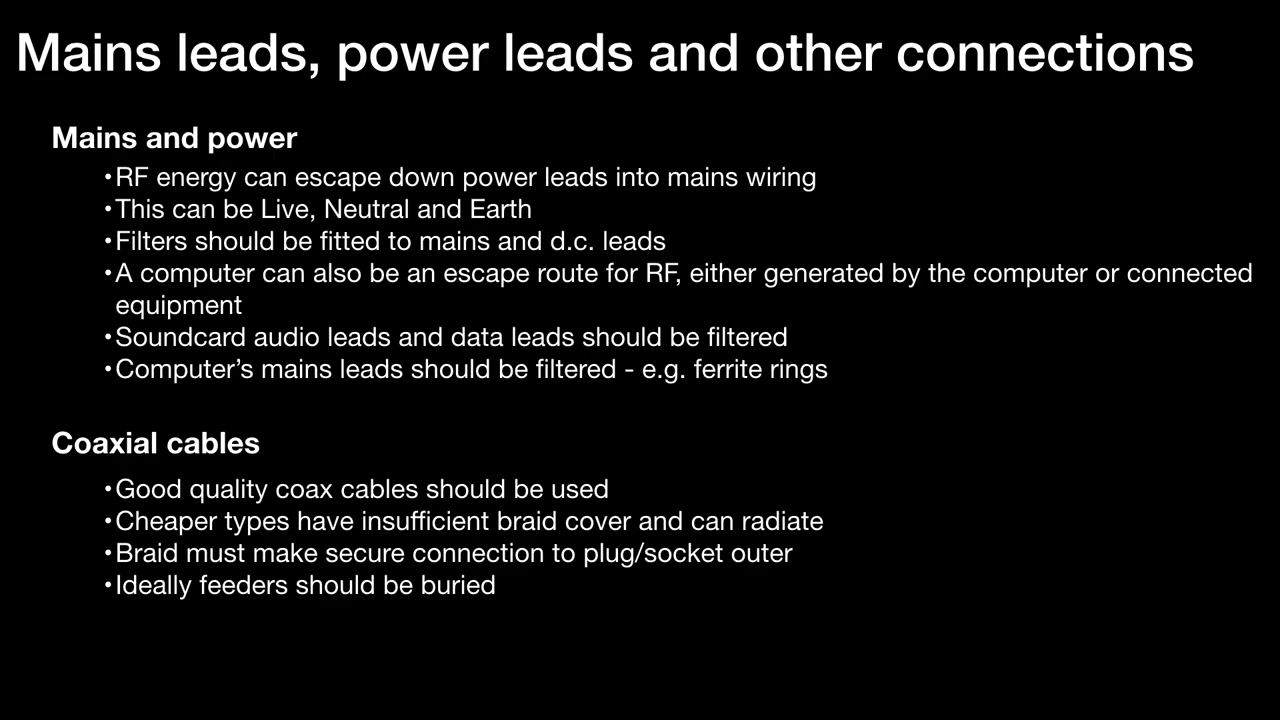 Mains leads, power leads and other connections
Mains and power
•RF energy can escape down power leads into mains wiring
•This can be Live, Neutral and Earth
•Filters should be fitted to mains and d.c. leads
•A computer can also be an escape route for RF, either generated by the computer or connected
equipment
•Soundcard audio leads and data leads should be filtered
•Computer’s mains leads should be filtered - e.g. ferrite rings
Coaxial cables
•Good quality coax cables should be used
•Cheaper types have insufficient braid cover and can radiate
•Braid must make secure connection to plug/socket outer
•Ideally feeders should be buried